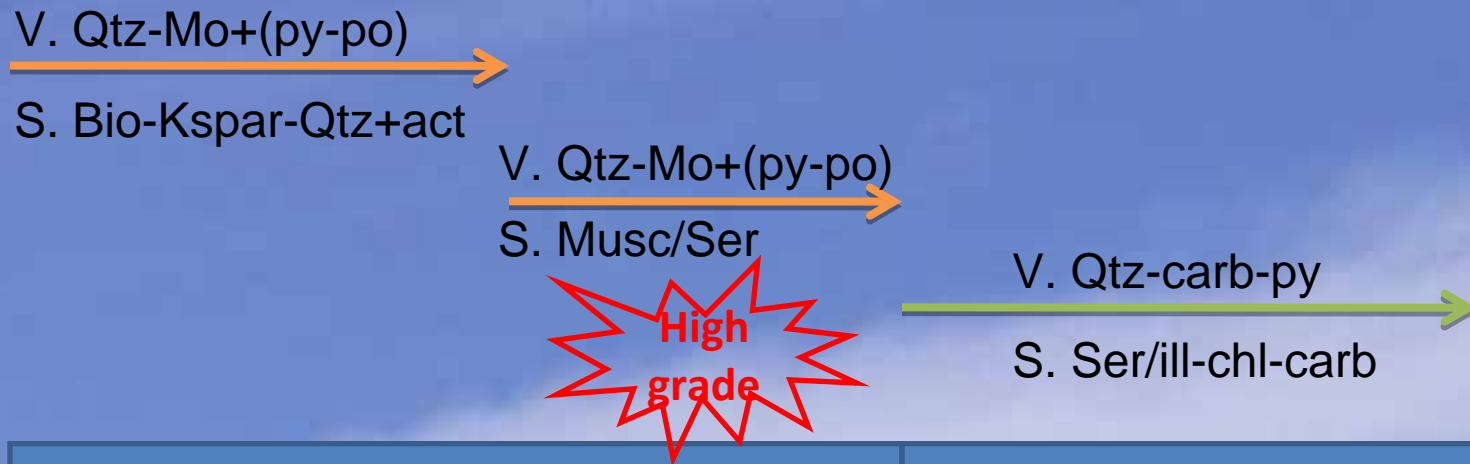 V. Qtz-Mo+(py-po)
S. Bio-Kspar-Qtz+act
V. Qtz-Mo+(py-po)
S. Musc/Ser
High
grade
V. Qtz-carb-py
S. Ser/ill-chl-carb